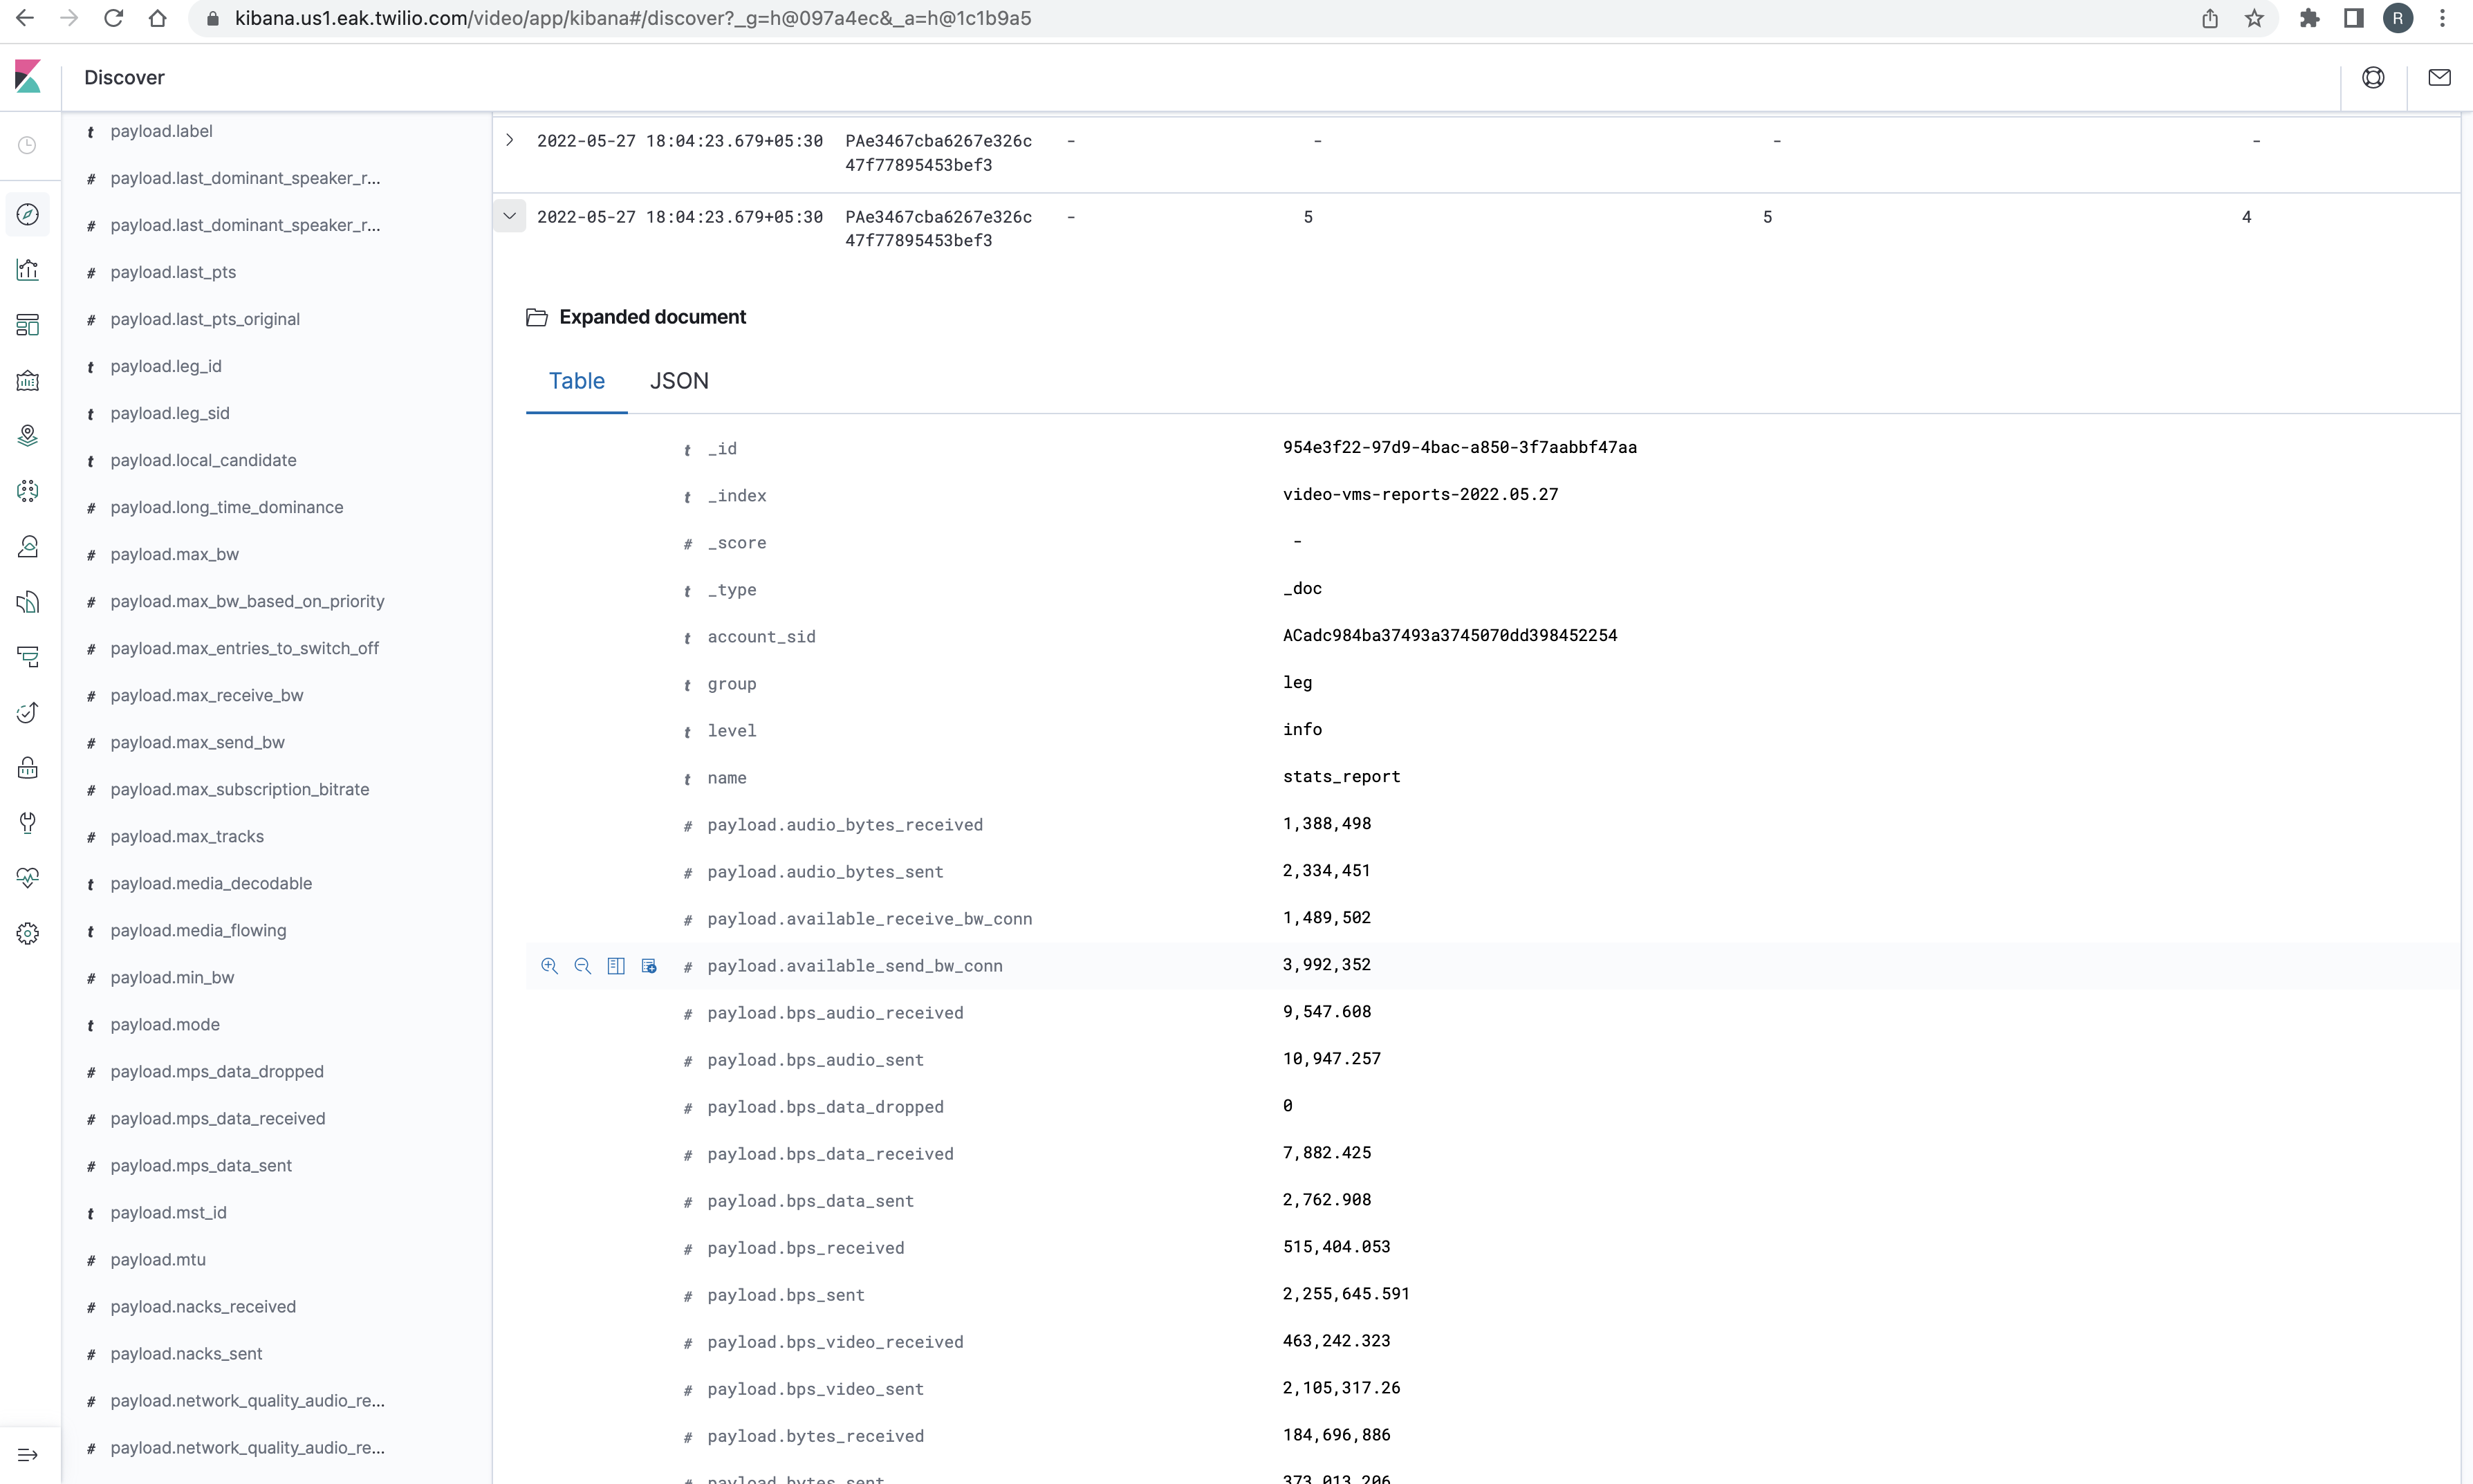 kibana.us1.eak.twilio.com/video/app/kibana#/discover?_g=h@097a4ec&_a=h@1c1b9a5
R
Discover
t payload.label
# payload.last_dominant_speaker_r...
# payload.last_dominant_speaker_r...
# payload.last_pts
# payload.last_pts_original
t payload.leg_id
t payload.leg_sid
t payload.local_candidate
# payload.long_time_dominance
# payload.max_bw
# payload.max_bw_based_on_priority
# payload.max_entries_to_switch_off
# payload.max_receive_bw
# payload.max_send_bw
# payload.max_subscription_bitrate
# payload.max_tracks
t payload.media_decodable
t payload.media_flowing
# payload.min_bw
t payload.mode
# payload.mps_data_dropped
# payload.mps_data_received
# payload.mps_data_sent
t payload.mst_id
# payload.mtu
# payload.nacks_received
# payload.nacks_sent
# payload.network_quality_audio_re...
# payload.network_quality_audio_re...
2022-05-27 18:04:23.679+05:30 PAe3467cba6267e326c - - - -
47f77895453bef3
2022-05-27 18:04:23.679+05:30 PAe3467cba6267e326c - 5 5 4
47f77895453bef3
Expanded document
Table JSON
t _id 954e3f22-97d9-4bac-a850-3f7aabbf47aa
t _index video-vms-reports-2022.05.27
# _score -
t _type _doc
t account_sid ACadc984ba37493a3745070dd398452254
t group leg
t level info
t name stats_report
# payload.audio_bytes_received 1,388,498
# payload.audio_bytes_sent 2,334,451
# payload.available_receive_bw_conn 1,489,502
# payload.available_send_bw_conn 3,992,352
# payload.bps_audio_received 9,547.608
# payload.bps_audio_sent 10,947.257
# payload.bps_data_dropped 0
# payload.bps_data_received 7,882.425
# payload.bps_data_sent 2,762.908
# payload.bps_received 515,404.053
# payload.bps_sent 2,255,645.591
# payload.bps_video_received 463,242.323
# payload.bps_video_sent 2,105,317.26
# payload.bytes_received 184,696,886
# payload.bytes_sent 373,013,206